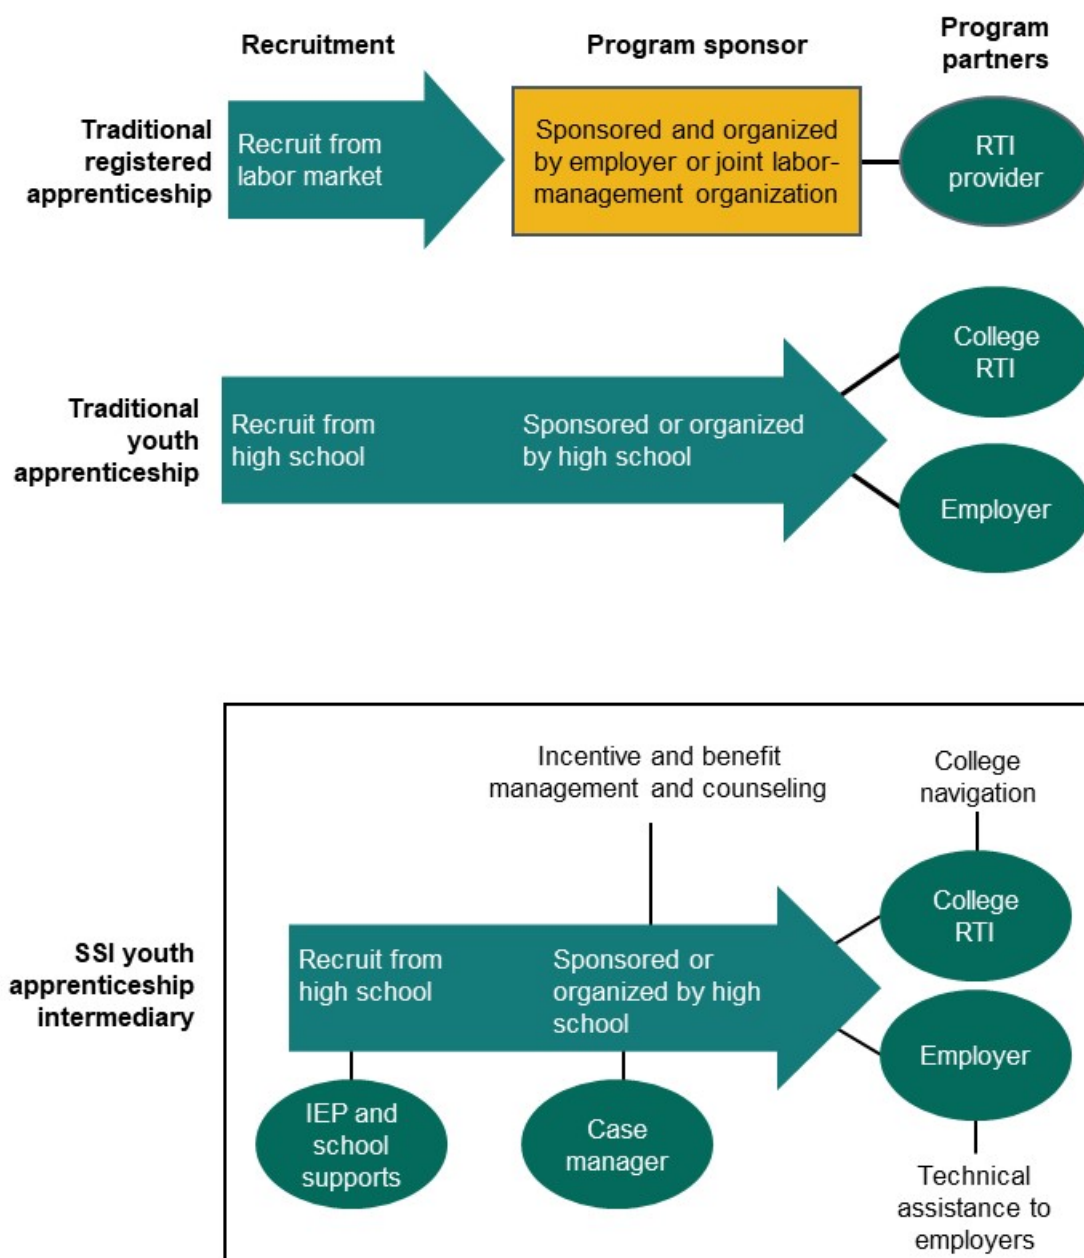 Recruitment
Program sponsor
Program
partners
Traditional
registered
apprenticeship
Recruit from
labor market
Sponsored and organized
by employer or joint labor-
management organization
RTI
provider
Traditional
youth
apprenticeship
Recruit from
high school
Sponsored or organized
by high school
College
RTI
Employer
Incentive and benefit
management and counseling
College
navigation
SSI youth
apprenticeship
intermediary
Recruit from
high school
Sponsored or
organized by high
school
College
RTI
Employer
IEP and
school
supports
Case
manager
Technical
assistance to
employers